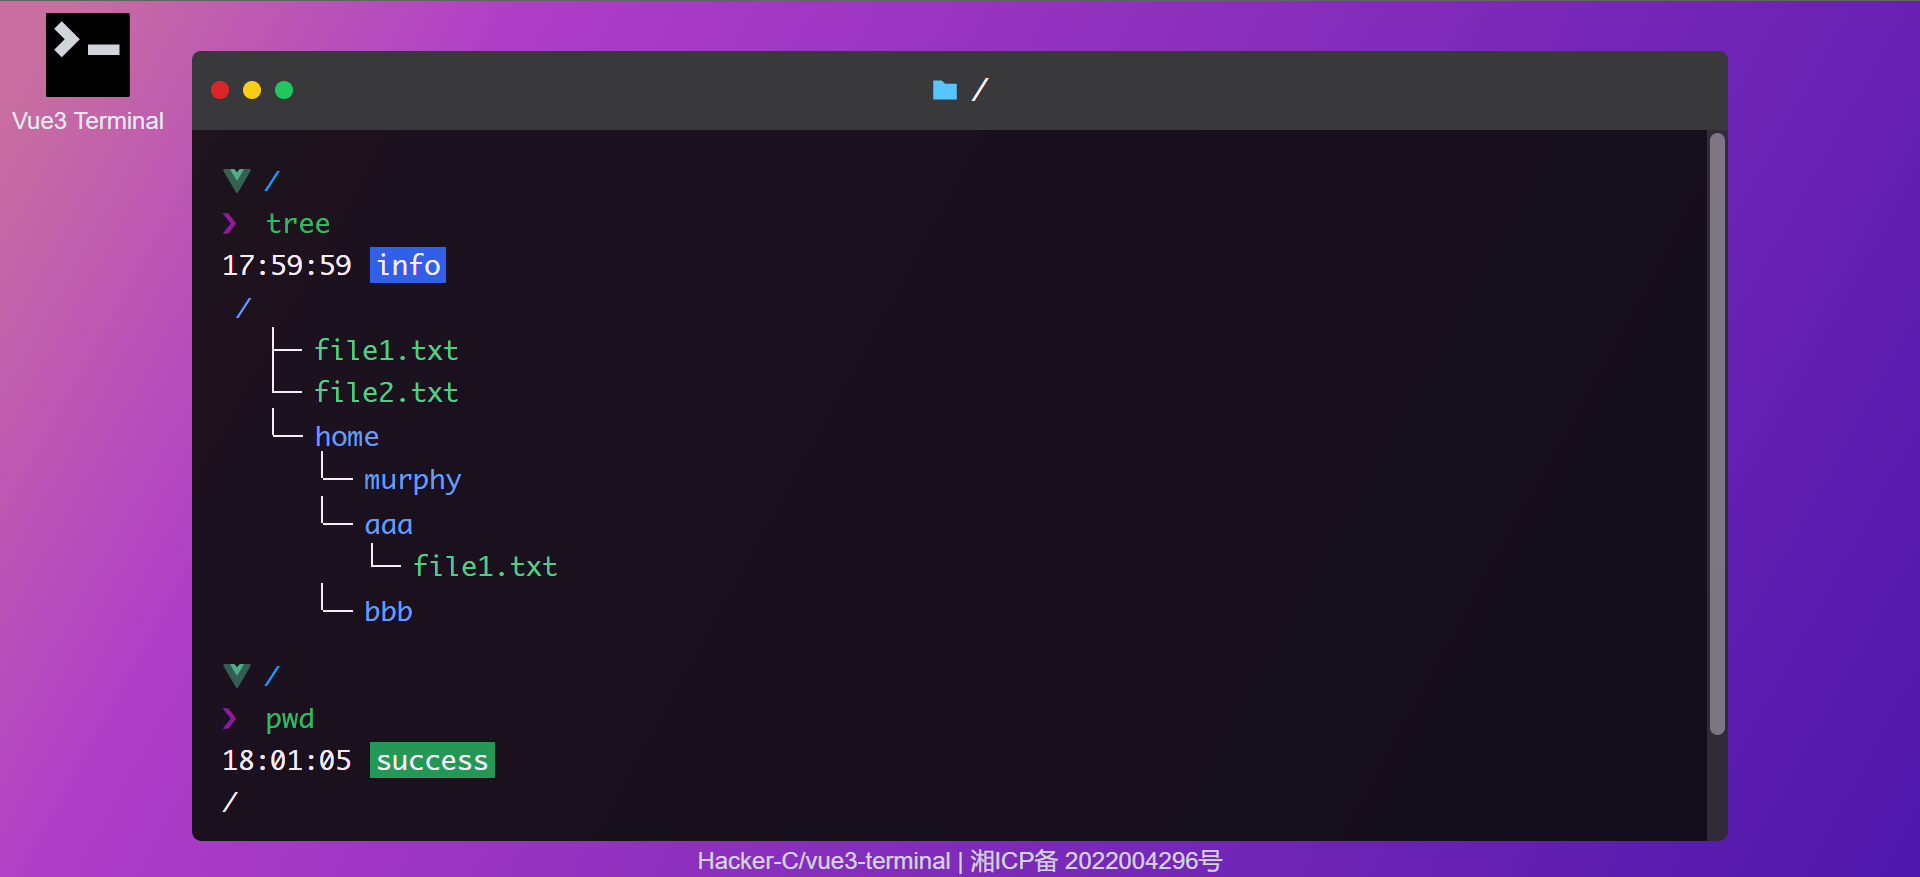 Vue3 Terminal
/
/
❯ tree
17:59:59 info
/
├─ file1.txt
└─ file2.txt
└─ home
└─ murphy
└─ aaa
└─ file1.txt
└─ bbb
/
❯ pwd
18:01:05 success
/
Hacker-C/vue3-terminal | 湘ICP备 2022004296号